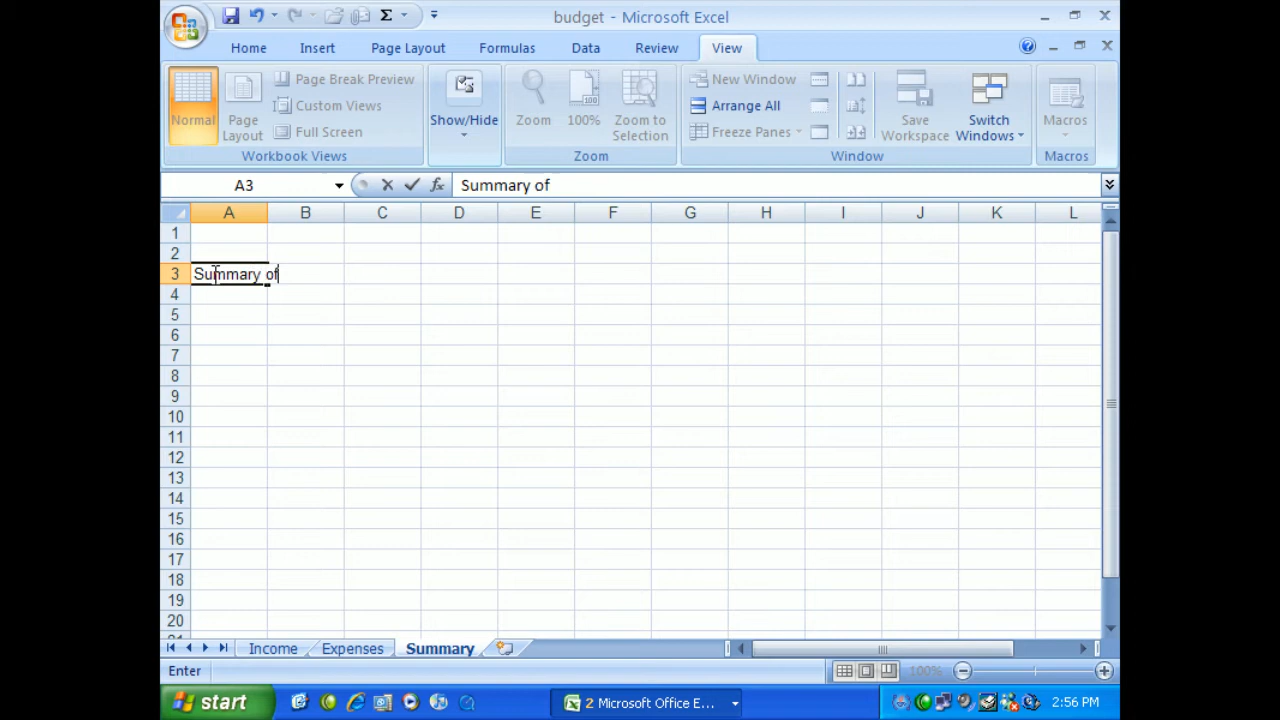 budget - Microsoft Excel
Home Insert Page Layout Formulas Data Review View
Normal
Page Layout
Page Break Preview
Custom Views
Full Screen
Workbook Views
Show/Hide
Zoom
100%
Zoom to Selection
Zoom
New Window
Arrange All
Freeze Panes
Save Workspace
Switch Windows
Window
Macros
Macros
A3 fx Summary of
A B C D E F G H I J K L
1
2
3 Summary of
4
5
6
7
8
9
10
11
12
13
14
15
16
17
18
19
20
Income Expenses Summary
Enter 100%
start 2 Microsoft Office E... 2:56 PM